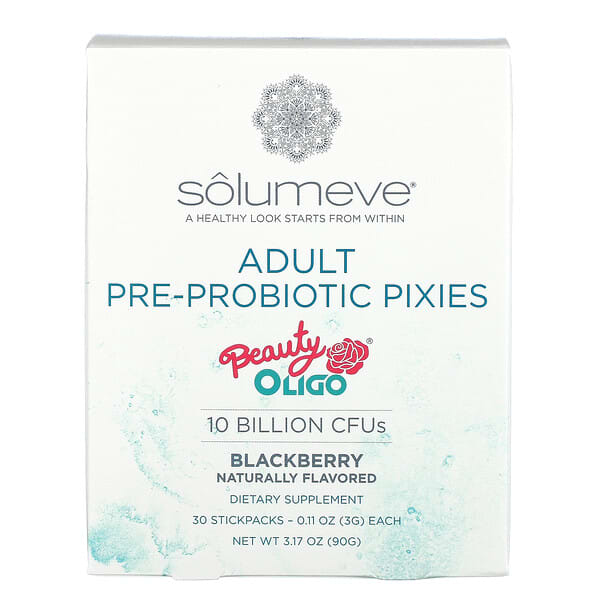 sôlumeve®
A HEALTHY LOOK STARTS FROM WITHIN
ADULT
PRE-PROBIOTIC PIXIES
Beauty ®
OLIGO
10 BILLION CFUs
BLACKBERRY
NATURALLY FLAVORED
DIETARY SUPPLEMENT
30 STICKPACKS – 0.11 OZ (3G) EACH
NET WT 3.17 OZ (90G)